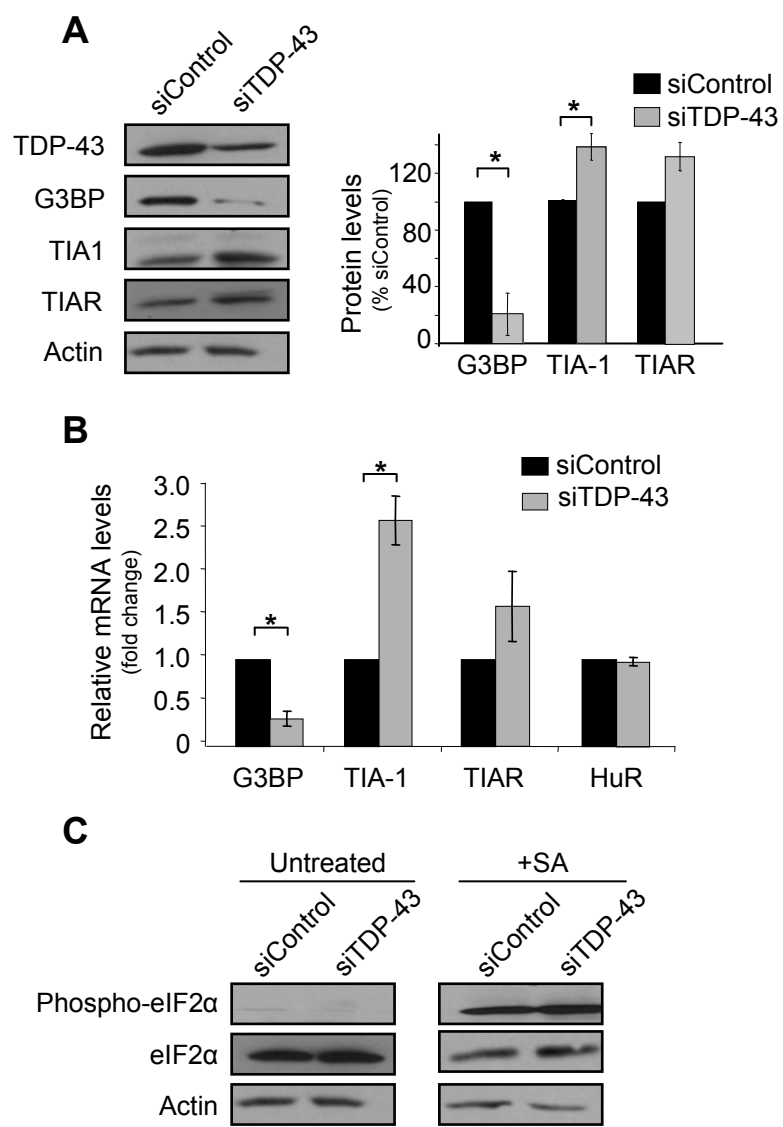 A
siControl
siTDP-43
TDP-43
G3BP
TIA1
TIAR
Actin
siControl
siTDP-43
Protein levels
(% siControl)
120
80
40
0
*
*
G3BP
TIA-1
TIAR
B
siControl
siTDP-43
Relative mRNA levels
(fold change)
3.0
2.5
2.0
1.5
1.0
0.5
0
*
*
G3BP
TIA-1
TIAR
HuR
C
Untreated
+SA
siControl
siTDP-43
siControl
siTDP-43
Phospho-eIF2α
eIF2α
Actin